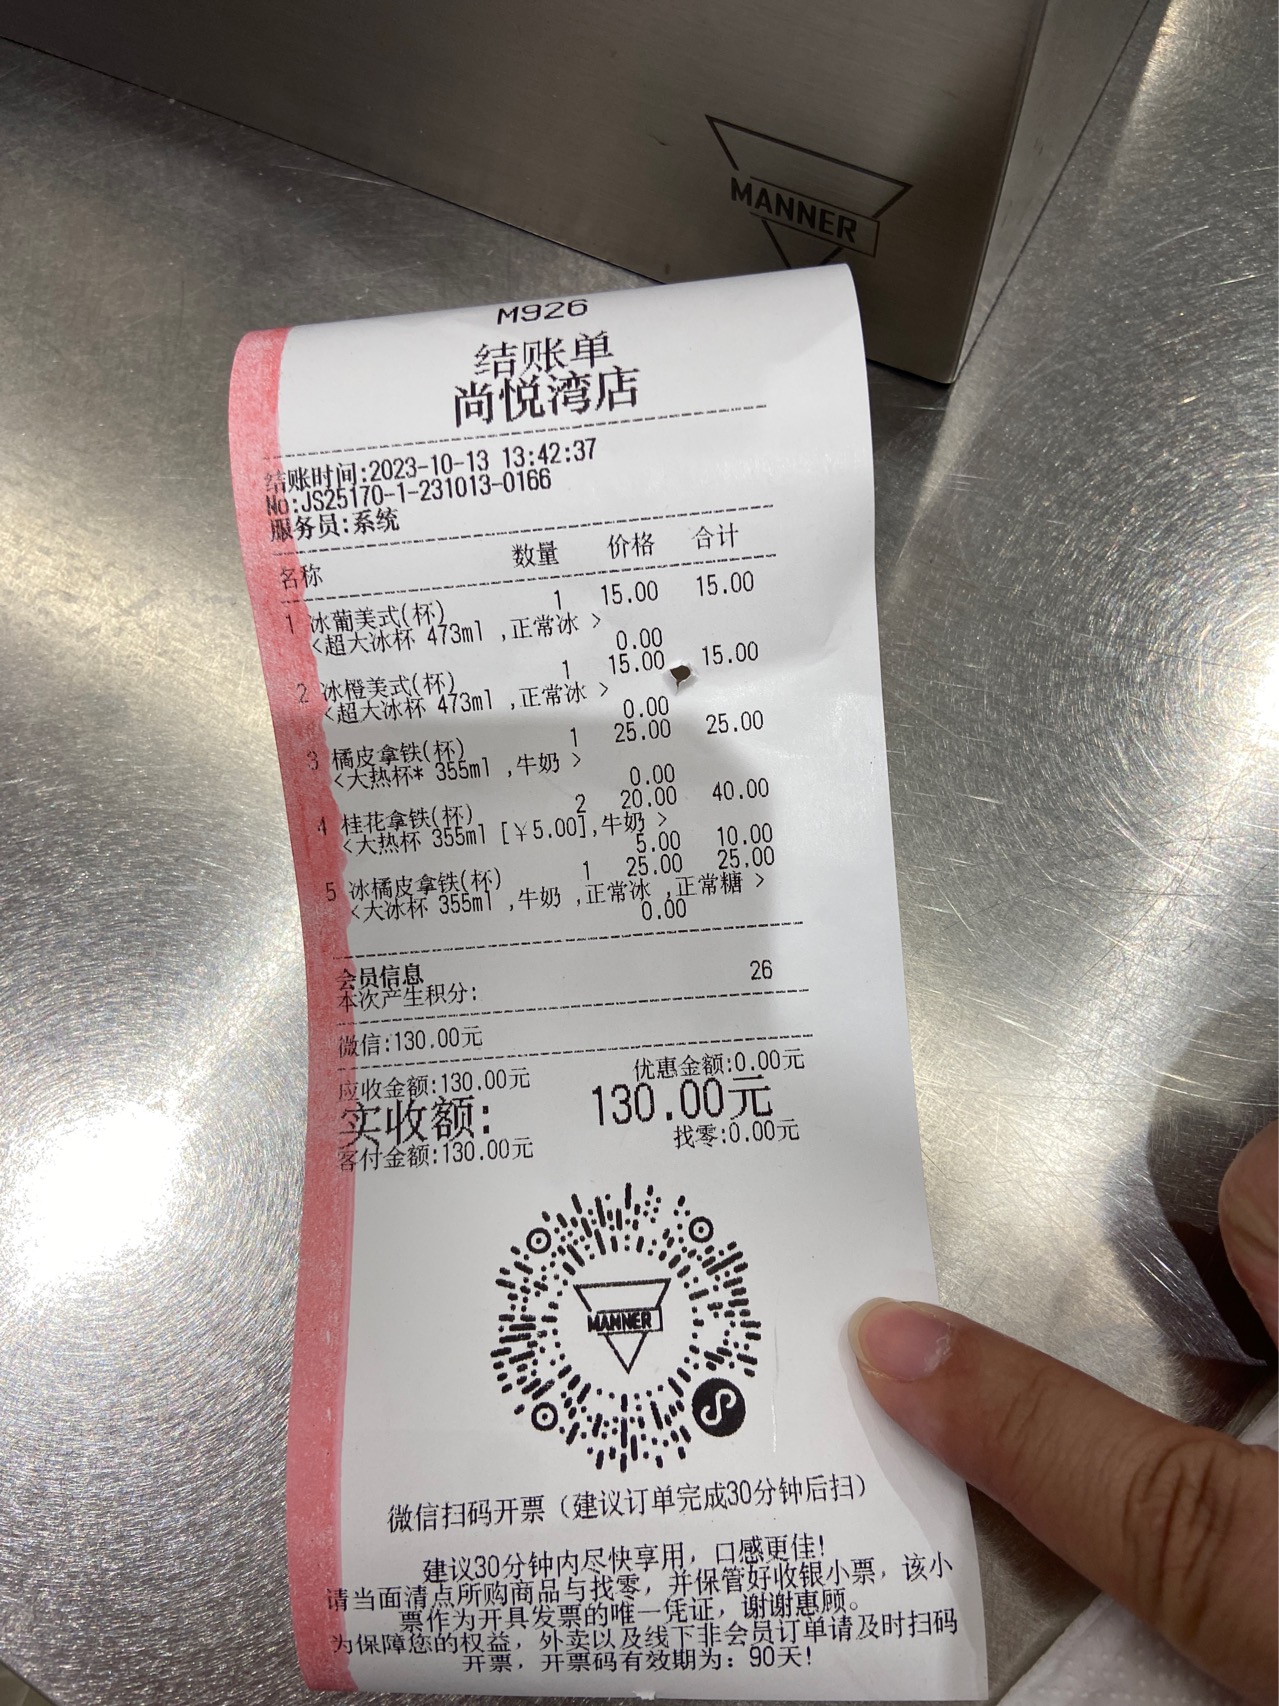 MANNER
M926
结账单
尚悦湾店
结账时间:2023-10-13 13:42:37
No:JS25170-1-231013-0166
服务员:系统
名称 数量 价格 合计
1 冰葡美式(杯) 1 15.00 15.00
<超大冰杯 473ml ,正常冰 >
0.00
2 冰橙美式(杯) 1 15.00 15.00
<超大冰杯 473ml ,正常冰 >
0.00
3 橘皮拿铁(杯) 1 25.00 25.00
<大热杯* 355ml ,牛奶 >
0.00
4 桂花拿铁(杯) 2 20.00 40.00
<大热杯 355ml [￥5.00],牛奶 >
5.00 10.00
5 冰橘皮拿铁(杯) 1 25.00 25.00
<大冰杯 355ml ,牛奶 ,正常冰 ,正常糖 >
0.00
会员信息
本次产生积分: 26
微信:130.00元
应收金额:130.00元 优惠金额:0.00元
实收额: 130.00元
客付金额:130.00元 找零:0.00元
MANNER
微信扫码开票（建议订单完成30分钟后扫）
建议30分钟内尽快享用，口感更佳!
请当面清点所购商品与找零，并保管好收银小票，该小
票作为开具发票的唯一凭证，谢谢惠顾。
为保障您的权益，外卖以及线下非会员订单请及时扫码
开票，开票码有效期为：90天!